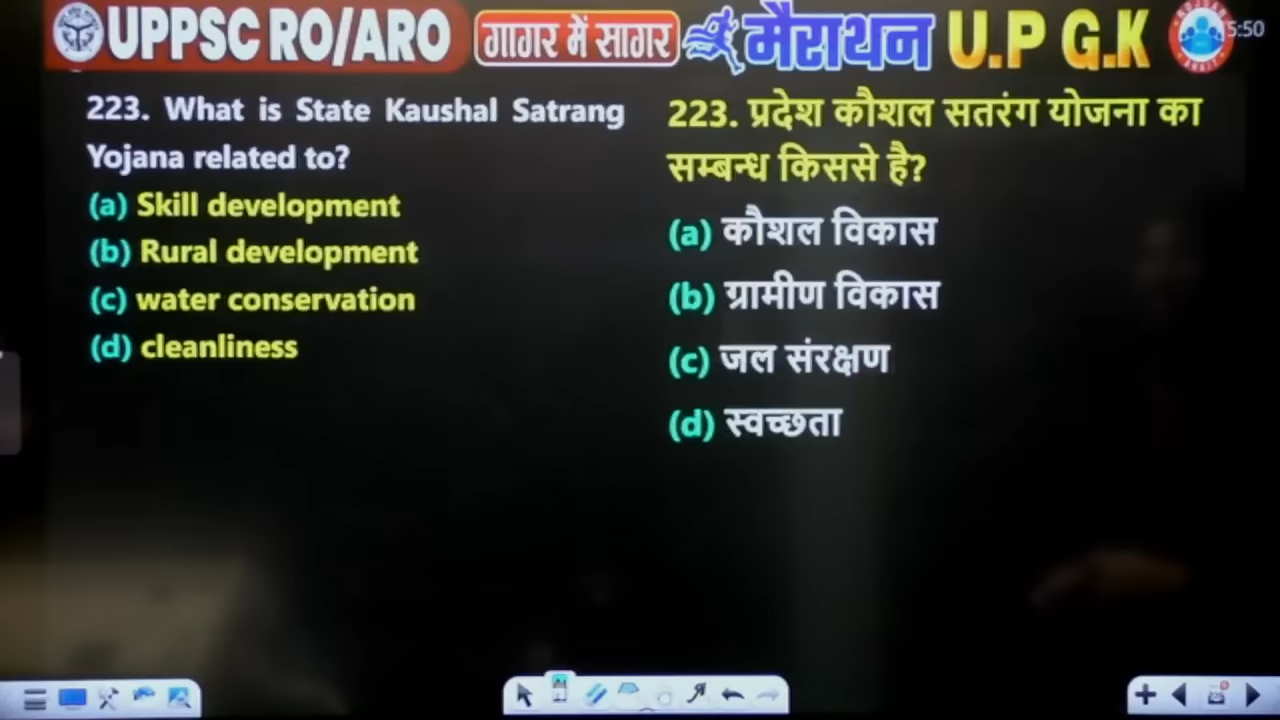 UPPSC RO/ARO गागर में सागर मैराथन U.P G.K
5:50
223. What is State Kaushal Satrang
Yojana related to?
(a) Skill development
(b) Rural development
(c) water conservation
(d) cleanliness
223. प्रदेश कौशल सतरंग योजना का
सम्बन्ध किससे है?
(a) कौशल विकास
(b) ग्रामीण विकास
(c) जल संरक्षण
(d) स्वच्छता